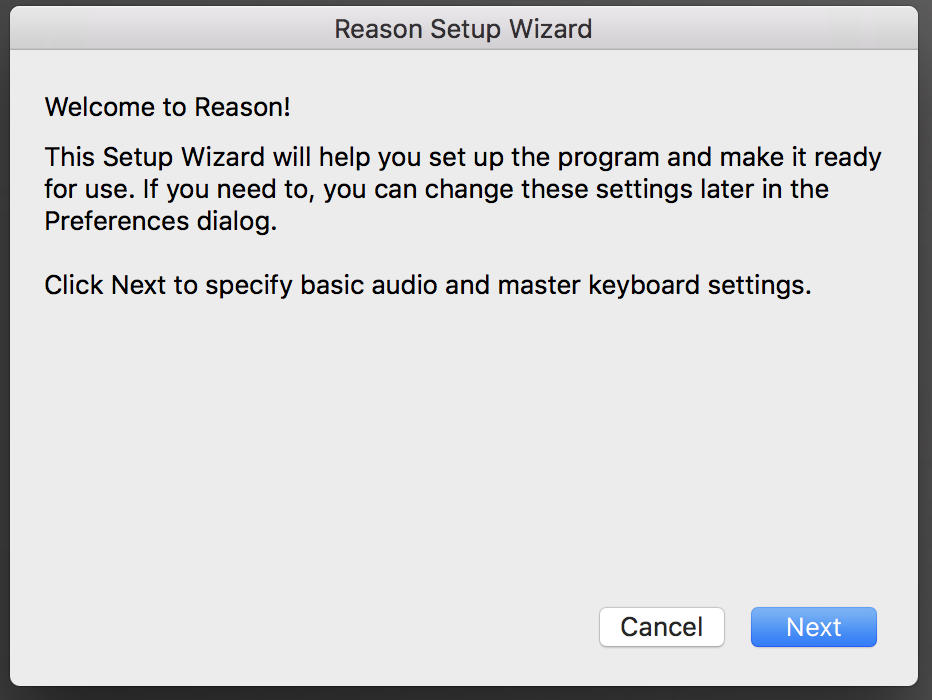 Reason Setup Wizard
Welcome to Reason!
This Setup Wizard will help you set up the program and make it ready
for use. If you need to, you can change these settings later in the
Preferences dialog.
Click Next to specify basic audio and master keyboard settings.
Cancel
Next